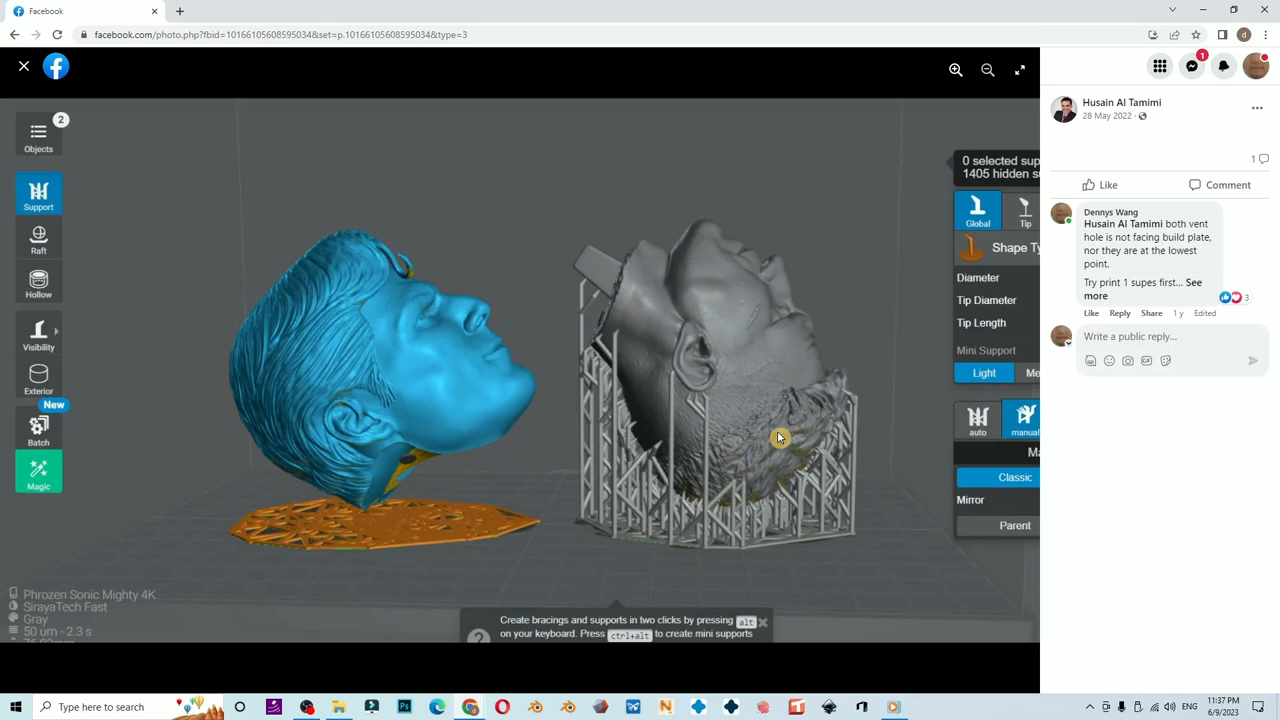 Facebook
facebook.com/photo.php?fbid=10166105608595034&set=p.10166105608595034&type=3
d
1
2
Objects
Support
Raft
Hollow
Visibility
Exterior
New
Batch
Magic
0 selected sup
1405 hidden su
Global
Tip
Shape Ty
Diameter
Tip Diameter
Tip Length
Mini Support
Light
Me
auto
manual
Ma
Classic
Mirror
Parent
Phrozen Sonic Mighty 4K
SirayaTech Fast
Gray
50 um - 2.3 s
?
Create bracings and supports in two clicks by pressing alt
on your keyboard. Press ctrl+alt to create mini supports
Husain Al Tamimi
28 May 2022 ·
1
Like
Comment
Dennys Wang
Husain Al Tamimi both vent
hole is not facing build plate,
nor they are at the lowest
point.
Try print 1 supes first... See
more
3
Like Reply Share 1 y Edited
Write a public reply…
Type here to search
ENG
11:37 PM
6/9/2023